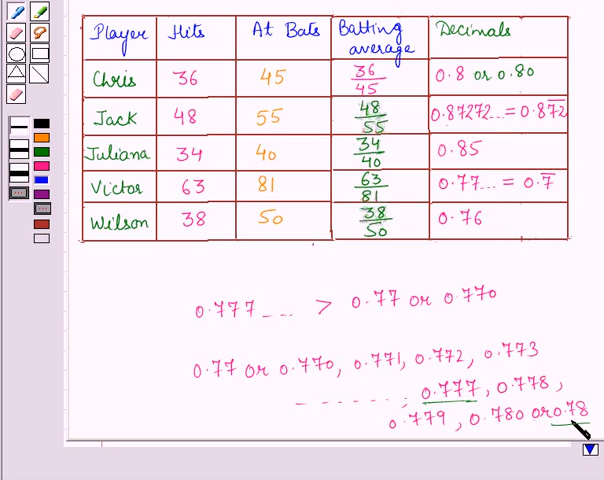 Player Hits At Bats Batting average Decimals
Chris 36 45 36/45 0.8 or 0.80
Jack 48 55 48/55 0.87272... = 0.87̅2̅
Juliana 34 40 34/40 0.85
Victor 63 81 63/81 0.77... = 0.7̅
Wilson 38 50 38/50 0.76
0.777.... > 0.77 or 0.770
0.77 or 0.770, 0.771, 0.772, 0.773
........, 0.777, 0.778,
0.779, 0.780 or 0.78